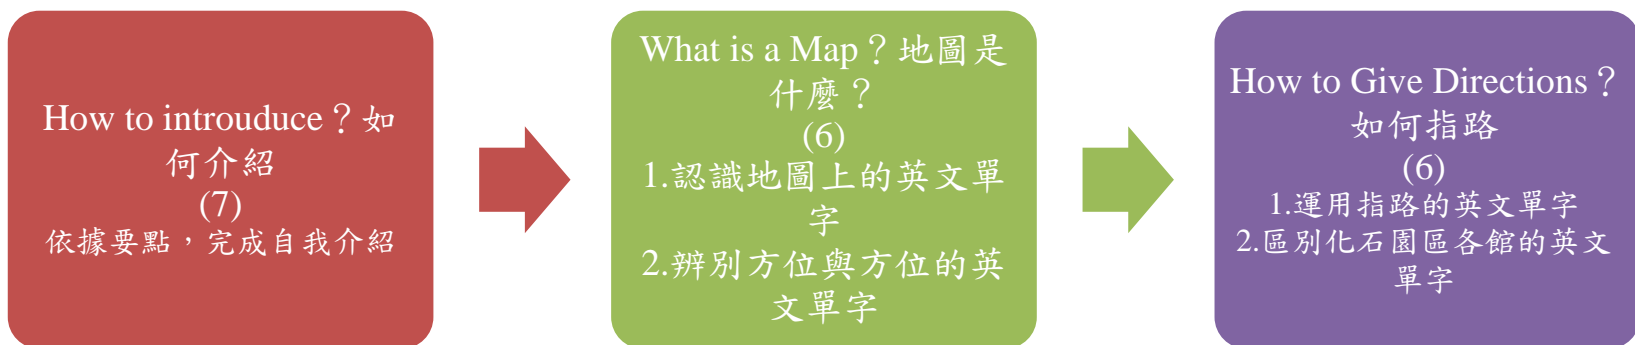 How to introuduce？如
何介紹
(7)
依據要點，完成自我介紹
What is a Map？地圖是
什麼？
(6)
1.認識地圖上的英文單
字
2.辨別方位與方位的英
文單字
How to Give Directions？
如何指路
(6)
1.運用指路的英文單字
2.區別化石園區各館的英文
單字